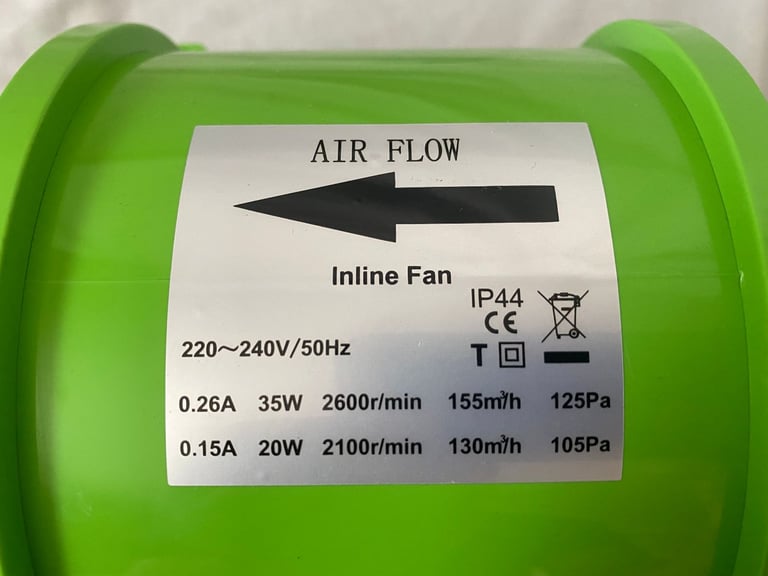 AIR FLOW
Inline Fan
IP44
CE
220～240V/50Hz
T
0.26A 35W 2600r/min 155m³/h 125Pa
0.15A 20W 2100r/min 130m³/h 105Pa